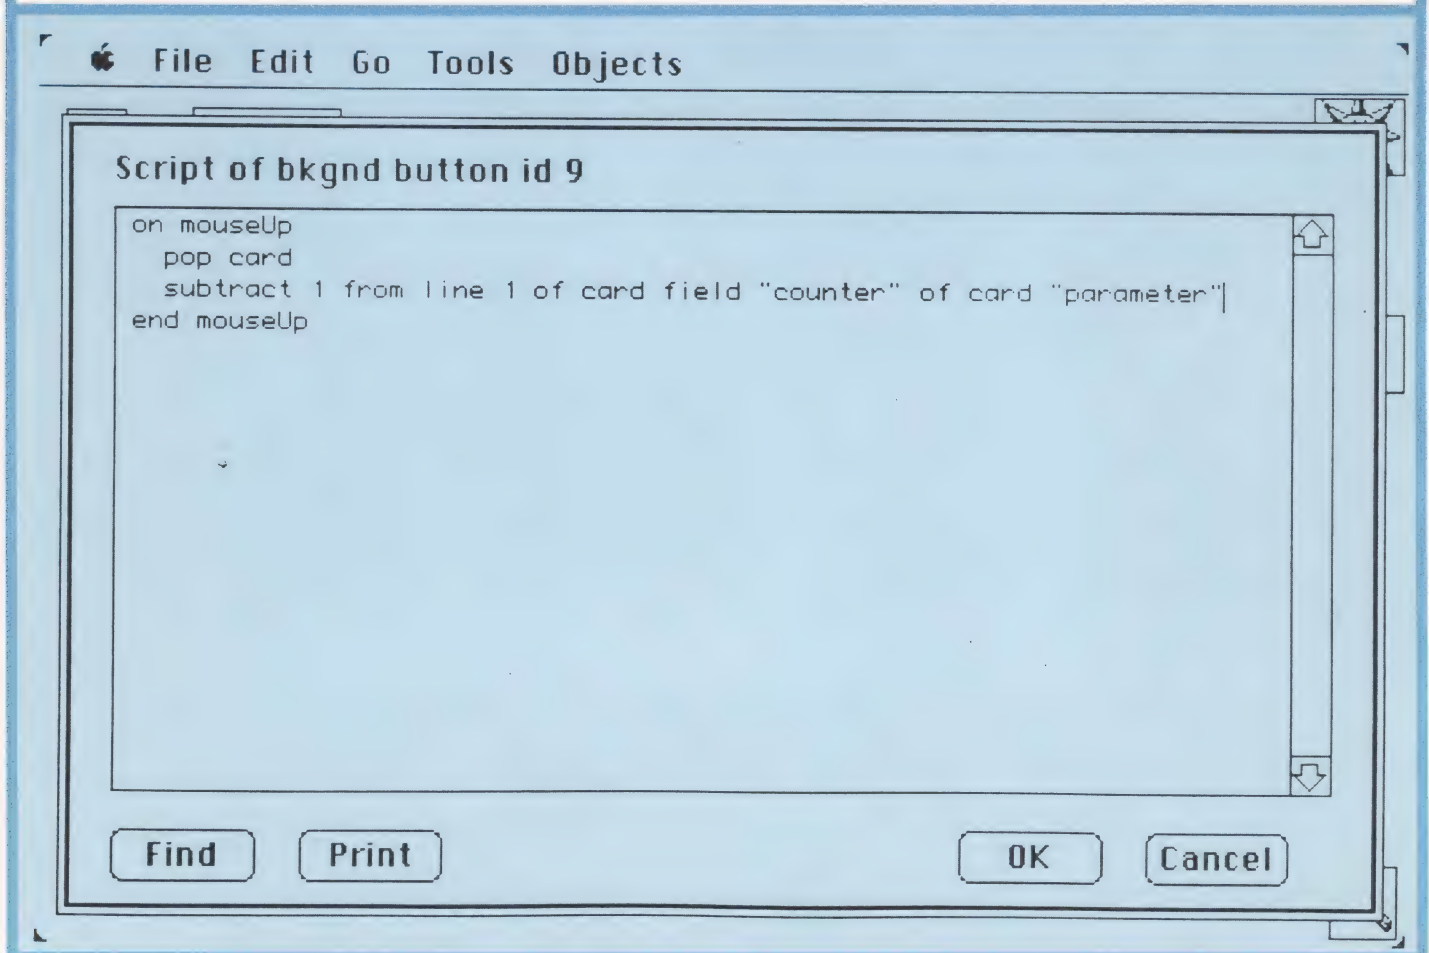 File Edit Go Tools Objects
Script of bkgnd button id 9
on mouseUp
pop card
subtract 1 from line 1 of card field "counter" of card "parameter"
end mouseUp
Find Print OK Cancel